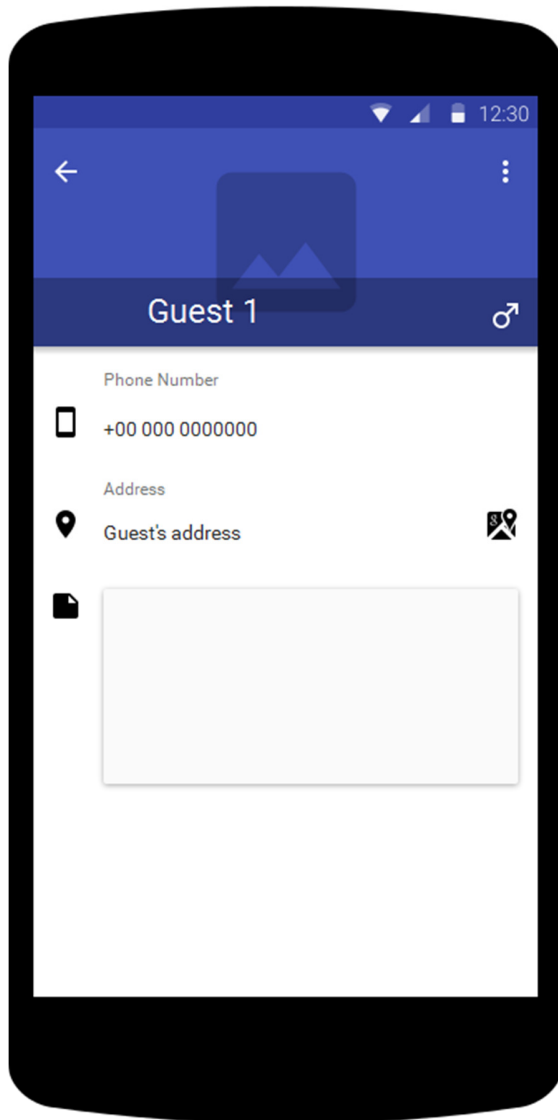 12:30
Guest 1
Phone Number
+00 000 0000000
Address
Guest's address